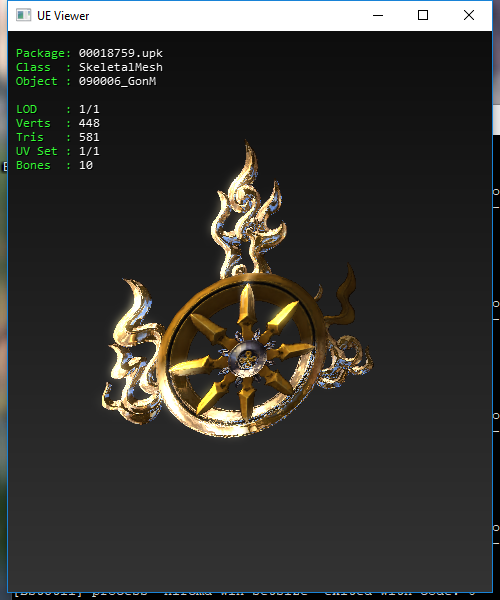 UE Viewer
Package: 00018759.upk
Class : SkeletalMesh
Object : 090006_GonM
LOD : 1/1
Verts : 448
Tris : 581
UV Set : 1/1
Bones : 10